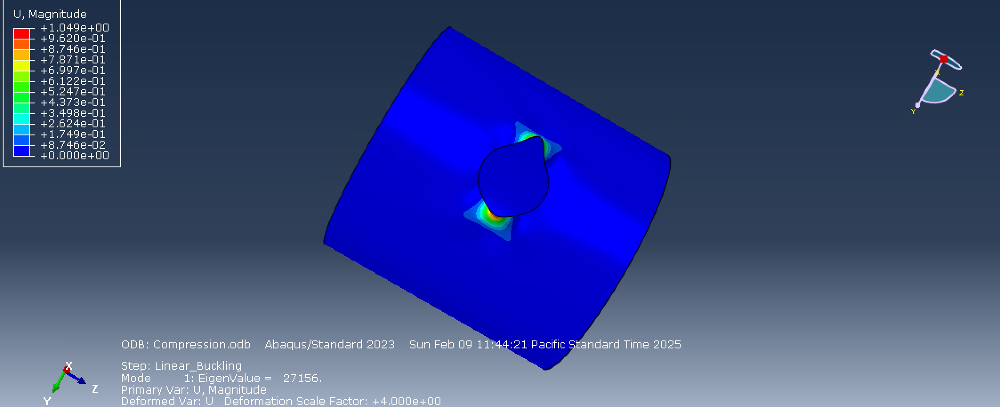 U, Magnitude
+1.049e+00
+9.620e-01
+8.746e-01
+7.871e-01
+6.997e-01
+6.122e-01
+5.247e-01
+4.373e-01
+3.498e-01
+2.624e-01
+1.749e-01
+8.746e-02
+0.000e+00
X
Z
Y
ODB: Compression.odb Abaqus/Standard 2023 Sun Feb 09 11:44:21 Pacific Standard Time 2025
X
Z
Y
Step: Linear_Buckling
Mode 1: EigenValue = 27156.
Primary Var: U, Magnitude
Deformed Var: U Deformation Scale Factor: +4.000e+00